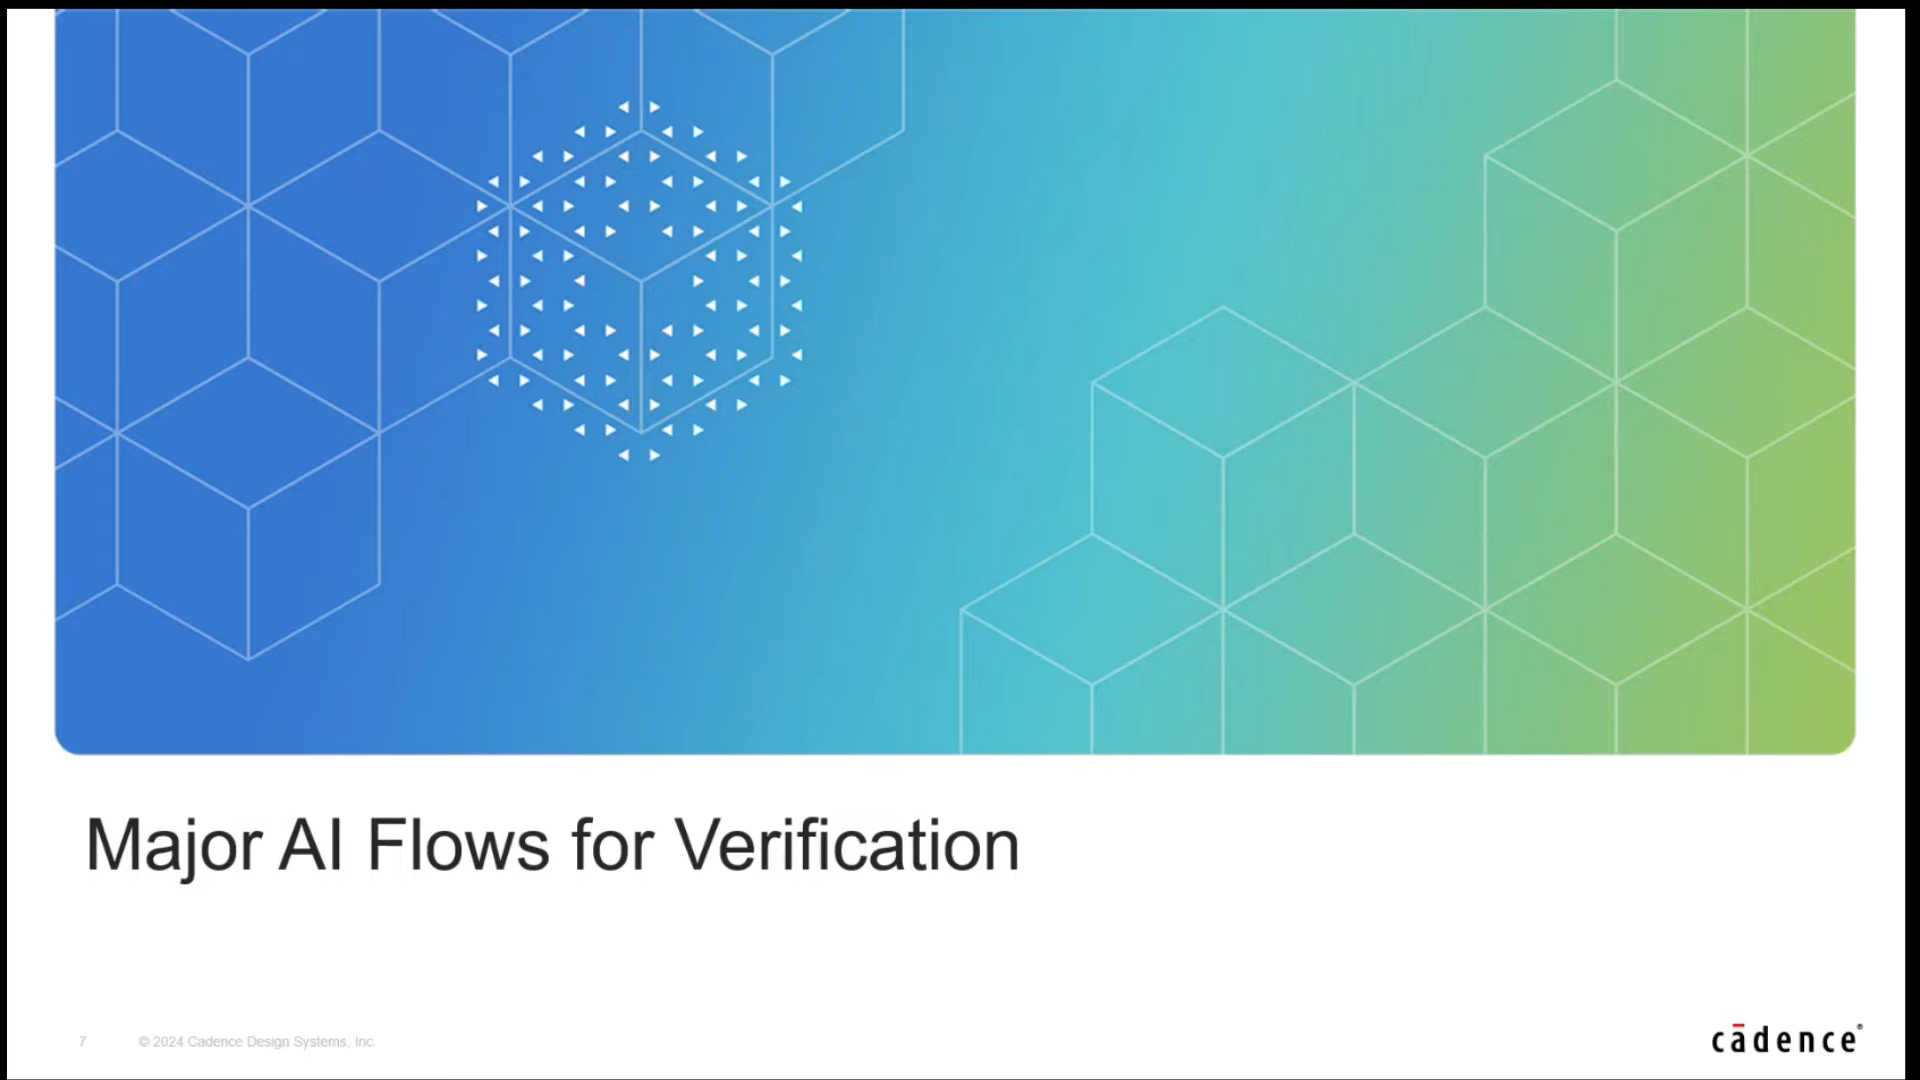 Major AI Flows for Verification
7
© 2024 Cadence Design Systems, Inc.
cādence®